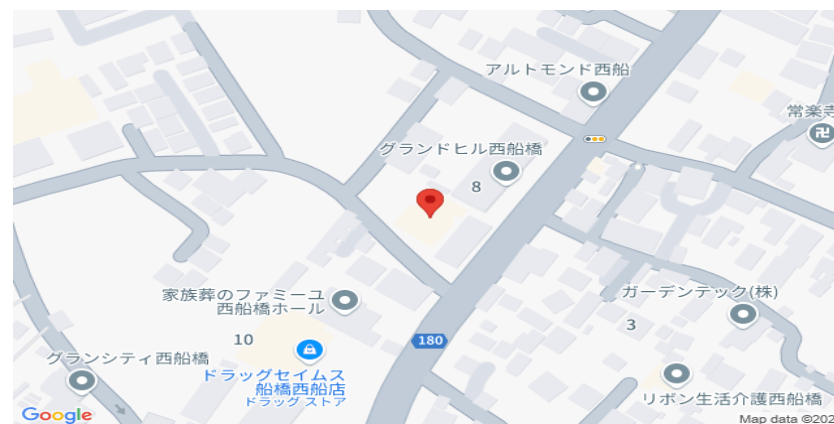 アルトモンド西船
常楽寺
グランドヒル西船橋
8
家族葬のファミーユ
西船橋ホール
ガーデンテック(株)
3
180
10
グランシティ西船橋
ドラッグセイムス
船橋西船店
ドラッグ ストア
リボン生活介護西船橋
Google
Map data ©202